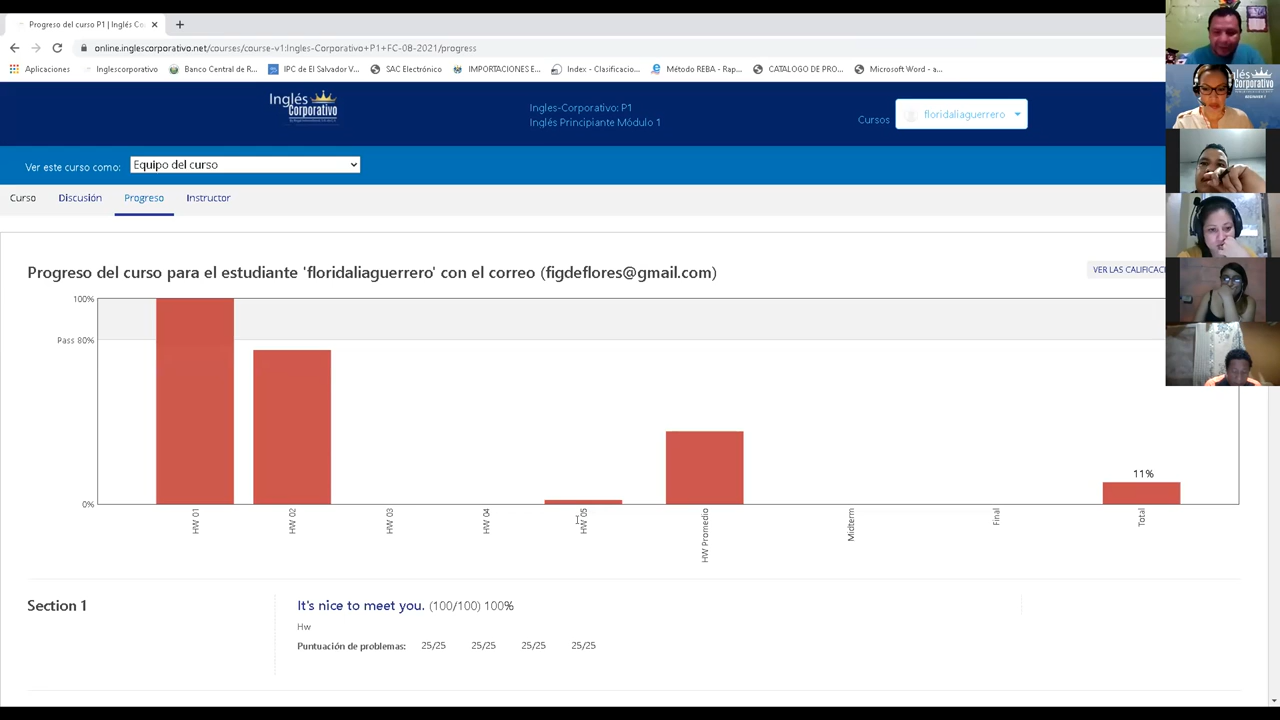 Progreso del curso P1 | Inglés Co
online.inglescorporativo.net/courses/course-v1:Ingles-Corporativo+P1+FC-08-2021/progress
Aplicaciones
Inglescorporativo
Banco Central de R...
IPC de El Salvador V...
SAC Electrónico
IMPORTACIONES E...
Index - Clasificacio...
Método REBA - Rap...
CATALOGO DE PRO...
Microsoft Word - a...
Inglés
Corporativo
Ingles-Corporativo: P1
Inglés Principiante Módulo 1
Cursos
floridaliaguerrero
Ver este curso como:
Equipo del curso
Curso
Discusión
Progreso
Instructor
Progreso del curso para el estudiante 'floridaliaguerrero' con el correo (figdeflores@gmail.com)
VER LAS CALIFICAC
100%
Pass 80%
0%
11%
HW 01
HW 02
HW 03
HW 04
HW 05
HW Promedio
Midterm
Final
Total
Section 1
It's nice to meet you. (100/100) 100%
Hw
Puntuación de problemas: 25/25 25/25 25/25 25/25